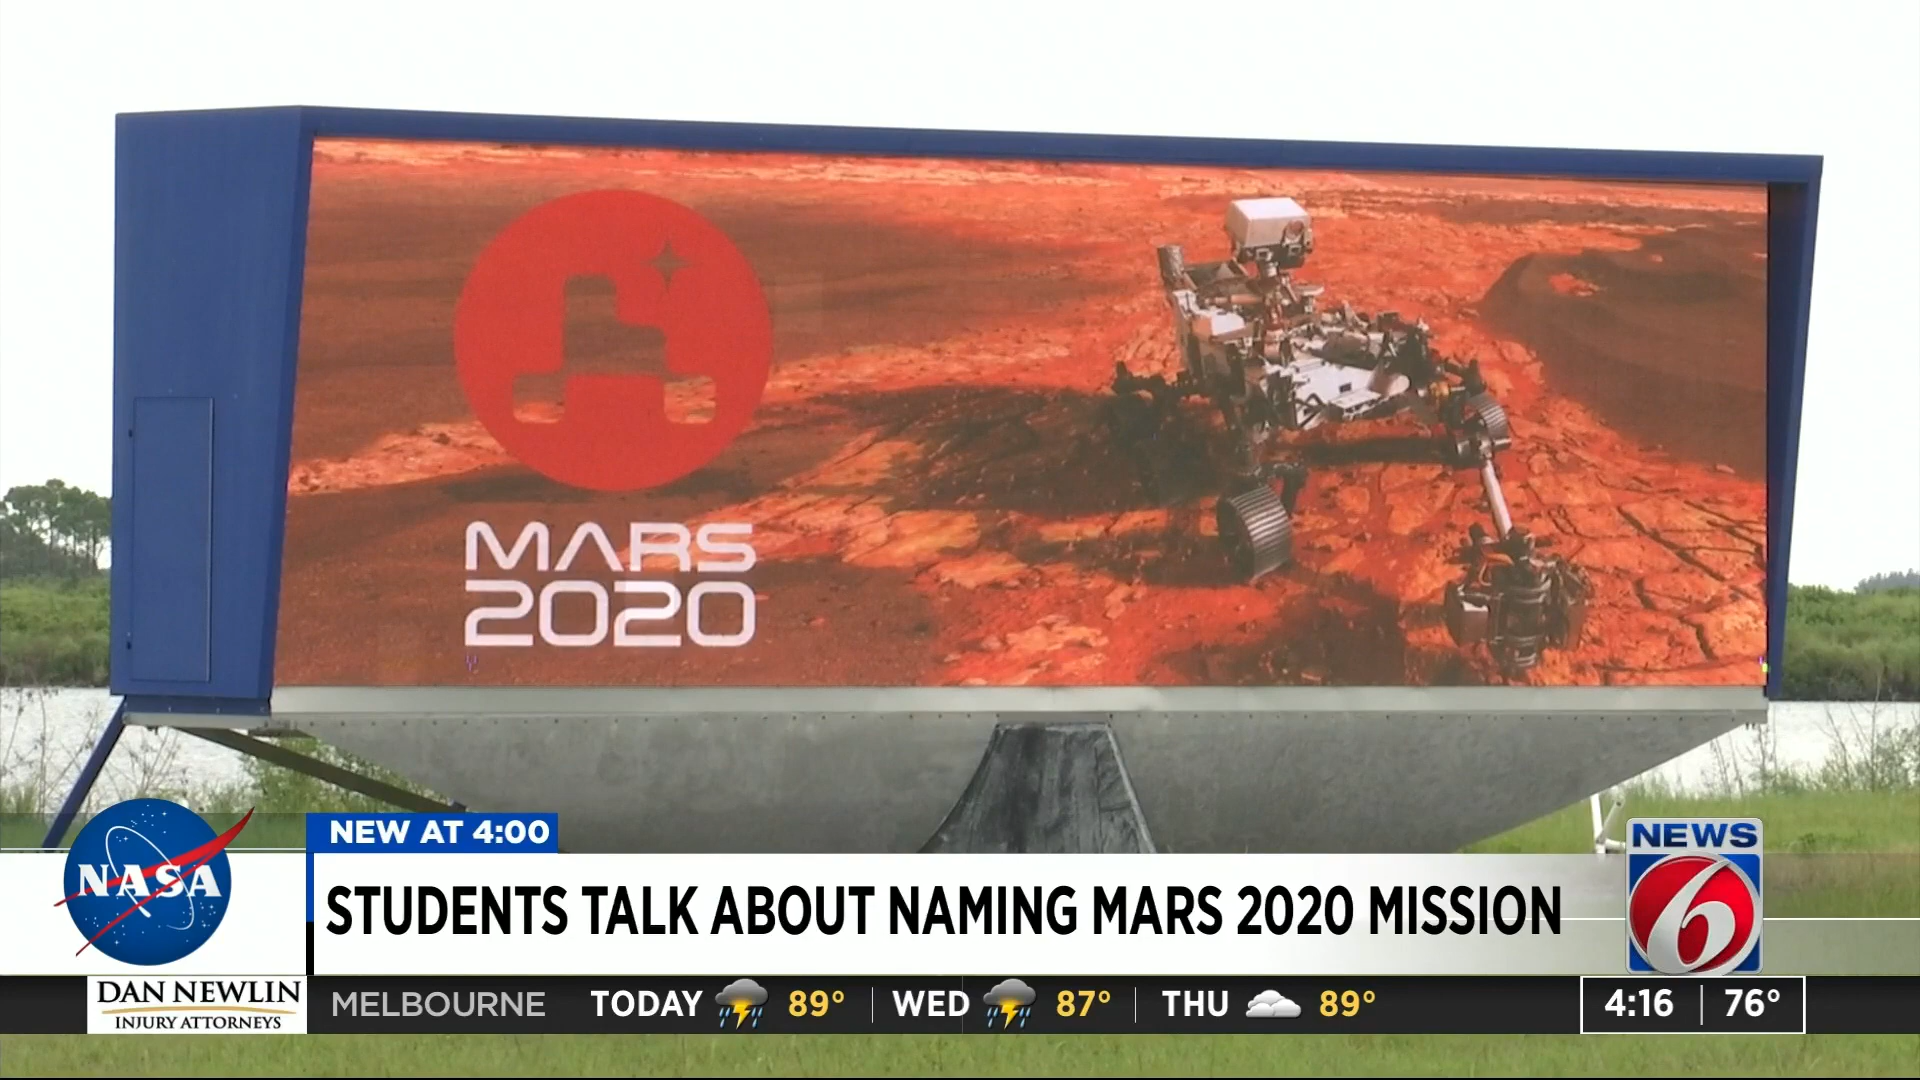 MARS
2020
NEW AT 4:00
STUDENTS TALK ABOUT NAMING MARS 2020 MISSION
NASA
NEWS
6
DAN NEWLIN
INJURY ATTORNEYS
MELBOURNE TODAY 89° WED 87° THU 89° 4:16 76°